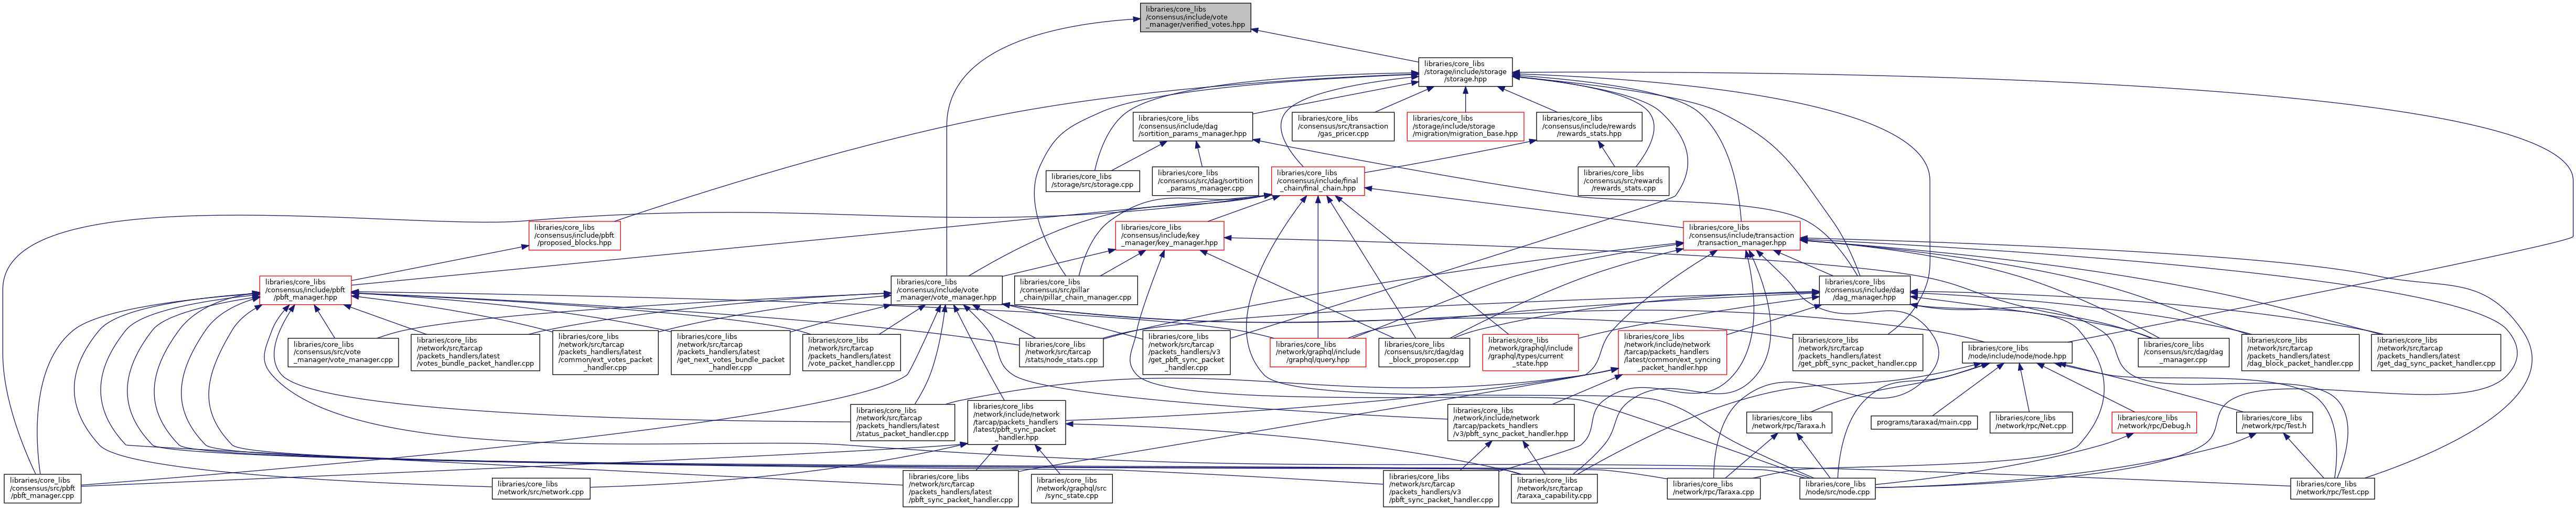 libraries/core_libs
/consensus/include/vote
_manager/verified_votes.hpp
libraries/core_libs
/storage/include/storage
/storage.hpp
libraries/core_libs
/consensus/include/dag
/sortition_params_manager.hpp
libraries/core_libs
/consensus/src/transaction
/gas_pricer.cpp
libraries/core_libs
/storage/include/storage
/migration/migration_base.hpp
libraries/core_libs
/consensus/include/rewards
/rewards_stats.hpp
libraries/core_libs
/storage/src/storage.cpp
libraries/core_libs
/consensus/src/dag/sortition
_params_manager.cpp
libraries/core_libs
/consensus/include/final
_chain/final_chain.hpp
libraries/core_libs
/consensus/src/rewards
/rewards_stats.cpp
libraries/core_libs
/consensus/include/pbft
/proposed_blocks.hpp
libraries/core_libs
/consensus/include/key
_manager/key_manager.hpp
libraries/core_libs
/consensus/include/transaction
/transaction_manager.hpp
libraries/core_libs
/consensus/include/pbft
/pbft_manager.hpp
libraries/core_libs
/consensus/include/vote
_manager/vote_manager.hpp
libraries/core_libs
/consensus/src/pillar
_chain/pillar_chain_manager.cpp
libraries/core_libs
/consensus/include/dag
/dag_manager.hpp
libraries/core_libs
/consensus/src/vote
_manager/vote_manager.cpp
libraries/core_libs
/network/src/tarcap
/packets_handlers/latest
/votes_bundle_packet_handler.cpp
libraries/core_libs
/network/src/tarcap
/packets_handlers/latest
/common/ext_votes_packet
_handler.cpp
libraries/core_libs
/network/src/tarcap
/packets_handlers/latest
/get_next_votes_bundle_packet
_handler.cpp
libraries/core_libs
/network/src/tarcap
/packets_handlers/latest
/vote_packet_handler.cpp
libraries/core_libs
/network/src/tarcap
/stats/node_stats.cpp
libraries/core_libs
/network/src/tarcap
/packets_handlers/v3
/get_pbft_sync_packet
_handler.cpp
libraries/core_libs
/network/graphql/include
/graphql/query.hpp
libraries/core_libs
/consensus/src/dag/dag
_block_proposer.cpp
libraries/core_libs
/network/graphql/include
/graphql/types/current
_state.hpp
libraries/core_libs
/network/include/network
/tarcap/packets_handlers
/latest/common/ext_syncing
_packet_handler.hpp
libraries/core_libs
/network/src/tarcap
/packets_handlers/latest
/get_pbft_sync_packet_handler.cpp
libraries/core_libs
/node/include/node/node.hpp
libraries/core_libs
/consensus/src/dag/dag
_manager.cpp
libraries/core_libs
/network/src/tarcap
/packets_handlers/latest
/dag_block_packet_handler.cpp
libraries/core_libs
/network/src/tarcap
/packets_handlers/latest
/get_dag_sync_packet_handler.cpp
libraries/core_libs
/network/src/tarcap
/packets_handlers/latest
/status_packet_handler.cpp
libraries/core_libs
/network/include/network
/tarcap/packets_handlers
/latest/pbft_sync_packet
_handler.hpp
libraries/core_libs
/network/include/network
/tarcap/packets_handlers
/v3/pbft_sync_packet_handler.hpp
libraries/core_libs
/network/rpc/Taraxa.h
programs/taraxad/main.cpp
libraries/core_libs
/network/rpc/Net.cpp
libraries/core_libs
/network/rpc/Debug.h
libraries/core_libs
/network/rpc/Test.h
libraries/core_libs
/consensus/src/pbft
/pbft_manager.cpp
libraries/core_libs
/network/src/network.cpp
libraries/core_libs
/network/src/tarcap
/packets_handlers/latest
/pbft_sync_packet_handler.cpp
libraries/core_libs
/network/graphql/src
/sync_state.cpp
libraries/core_libs
/network/src/tarcap
/packets_handlers/v3
/pbft_sync_packet_handler.cpp
libraries/core_libs
/network/src/tarcap
/taraxa_capability.cpp
libraries/core_libs
/network/rpc/Taraxa.cpp
libraries/core_libs
/node/src/node.cpp
libraries/core_libs
/network/rpc/Test.cpp